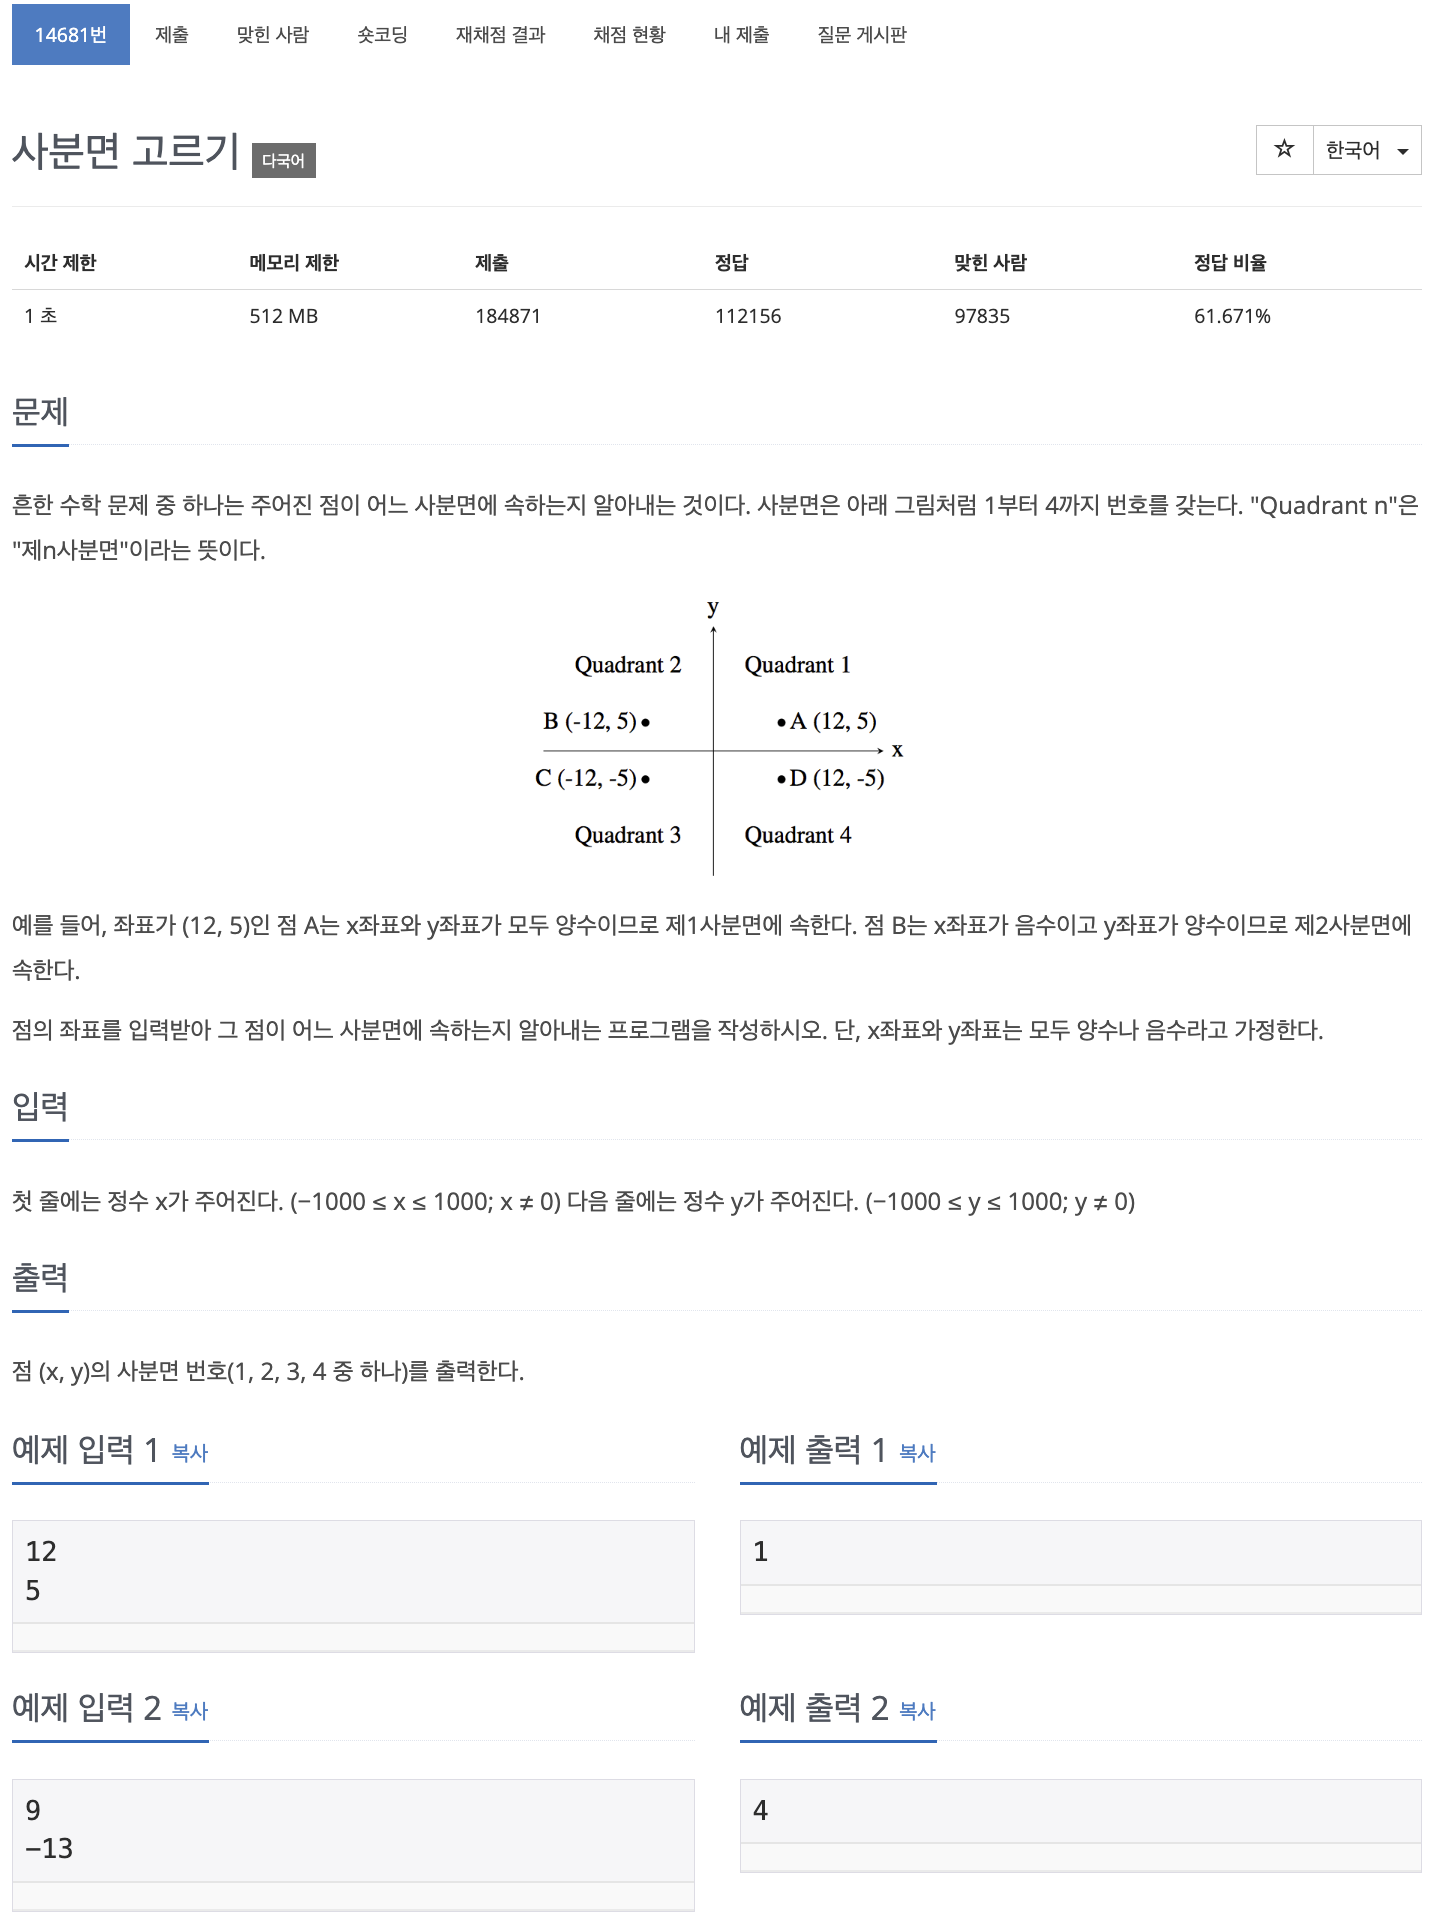 14681번 제출 맞힌 사람 숏코딩 재채점 결과 채점 현황 내 제출 질문 게시판
사분면 고르기 다국어
☆ 한국어
시간 제한 메모리 제한 제출 정답 맞힌 사람 정답 비율
1 초 512 MB 184871 112156 97835 61.671%
문제
흔한 수학 문제 중 하나는 주어진 점이 어느 사분면에 속하는지 알아내는 것이다. 사분면은 아래 그림처럼 1부터 4까지 번호를 갖는다. "Quadrant n"은
"제n사분면"이라는 뜻이다.
y
Quadrant 2 Quadrant 1
B (-12, 5) A (12, 5)
x
C (-12, -5) D (12, -5)
Quadrant 3 Quadrant 4
예를 들어, 좌표가 (12, 5)인 점 A는 x좌표와 y좌표가 모두 양수이므로 제1사분면에 속한다. 점 B는 x좌표가 음수이고 y좌표가 양수이므로 제2사분면에
속한다.
점의 좌표를 입력받아 그 점이 어느 사분면에 속하는지 알아내는 프로그램을 작성하시오. 단, x좌표와 y좌표는 모두 양수나 음수라고 가정한다.
입력
첫 줄에는 정수 x가 주어진다. (−1000 ≤ x ≤ 1000; x ≠ 0) 다음 줄에는 정수 y가 주어진다. (−1000 ≤ y ≤ 1000; y ≠ 0)
출력
점 (x, y)의 사분면 번호(1, 2, 3, 4 중 하나)를 출력한다.
예제 입력 1 복사
12
5
예제 출력 1 복사
1
예제 입력 2 복사
9
−13
예제 출력 2 복사
4